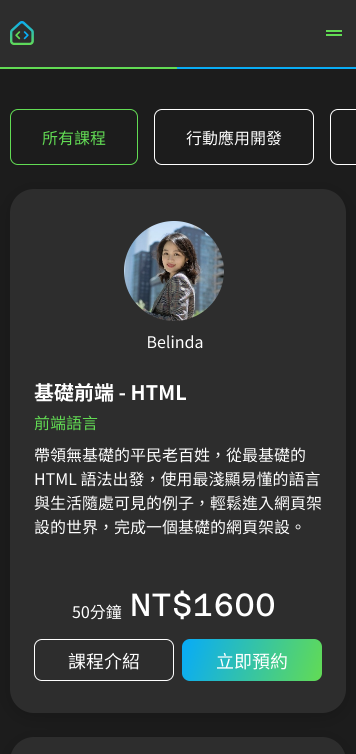 所有課程
行動應用開發
Belinda
基礎前端 - HTML
前端語言
帶領無基礎的平民老百姓，從最基礎的
HTML 語法出發，使用最淺顯易懂的語言
與生活隨處可見的例子，輕鬆進入網頁架
設的世界，完成一個基礎的網頁架設。
50分鐘 NT$1600
課程介紹
立即預約